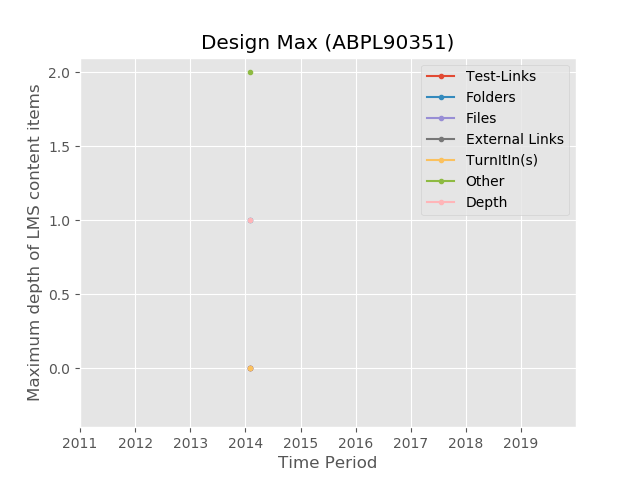 Design Max (ABPL90351)
Maximum depth of LMS content items
2.0
1.5
1.0
0.5
0.0
Test-Links
Folders
Files
External Links
TurnItIn(s)
Other
Depth
2011 2012 2013 2014 2015 2016 2017 2018 2019
Time Period